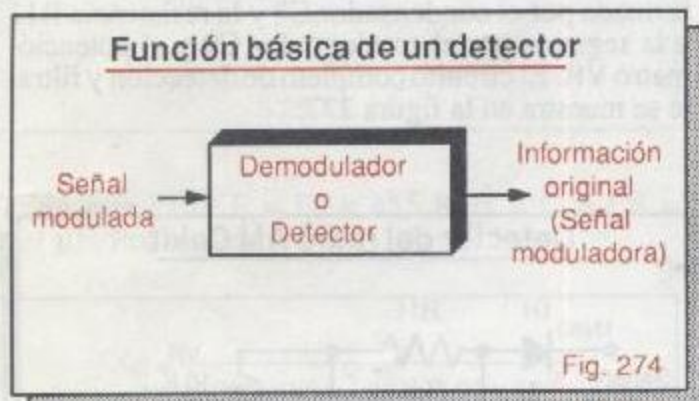 Función básica de un detector
Señal
modulada
Demodulador
o
Detector
Información
original
(Señal
moduladora)
Fig. 274